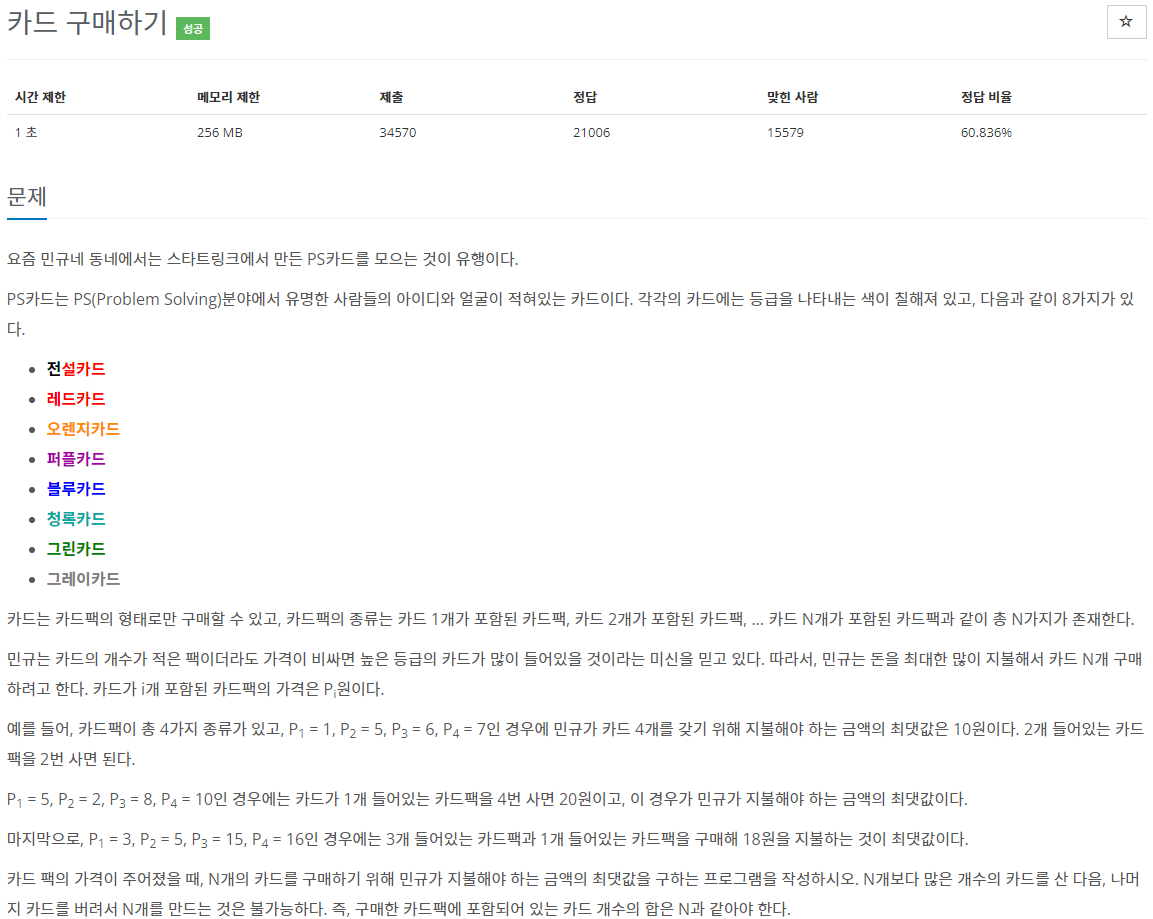 카드 구매하기 성공
☆
시간 제한 메모리 제한 제출 정답 맞힌 사람 정답 비율
1 초 256 MB 34570 21006 15579 60.836%
문제
요즘 민규네 동네에서는 스타트링크에서 만든 PS카드를 모으는 것이 유행이다.
PS카드는 PS(Problem Solving)분야에서 유명한 사람들의 아이디와 얼굴이 적혀있는 카드이다. 각각의 카드에는 등급을 나타내는 색이 칠해져 있고, 다음과 같이 8가지가 있
다.
• 전설카드
• 레드카드
• 오렌지카드
• 퍼플카드
• 블루카드
• 청록카드
• 그린카드
• 그레이카드
카드는 카드팩의 형태로만 구매할 수 있고, 카드팩의 종류는 카드 1개가 포함된 카드팩, 카드 2개가 포함된 카드팩, ... 카드 N개가 포함된 카드팩과 같이 총 N가지가 존재한다.
민규는 카드의 개수가 적은 팩이더라도 가격이 비싸면 높은 등급의 카드가 많이 들어있을 것이라는 미신을 믿고 있다. 따라서, 민규는 돈을 최대한 많이 지불해서 카드 N개 구매
하려고 한다. 카드가 i개 포함된 카드팩의 가격은 Pi원이다.
예를 들어, 카드팩이 총 4가지 종류가 있고, P1 = 1, P2 = 5, P3 = 6, P4 = 7인 경우에 민규가 카드 4개를 갖기 위해 지불해야 하는 금액의 최댓값은 10원이다. 2개 들어있는 카드
팩을 2번 사면 된다.
P1 = 5, P2 = 2, P3 = 8, P4 = 10인 경우에는 카드가 1개 들어있는 카드팩을 4번 사면 20원이고, 이 경우가 민규가 지불해야 하는 금액의 최댓값이다.
마지막으로, P1 = 3, P2 = 5, P3 = 15, P4 = 16인 경우에는 3개 들어있는 카드팩과 1개 들어있는 카드팩을 구매해 18원을 지불하는 것이 최댓값이다.
카드 팩의 가격이 주어졌을 때, N개의 카드를 구매하기 위해 민규가 지불해야 하는 금액의 최댓값을 구하는 프로그램을 작성하시오. N개보다 많은 개수의 카드를 산 다음, 나머
지 카드를 버려서 N개를 만드는 것은 불가능하다. 즉, 구매한 카드팩에 포함되어 있는 카드 개수의 합은 N과 같아야 한다.